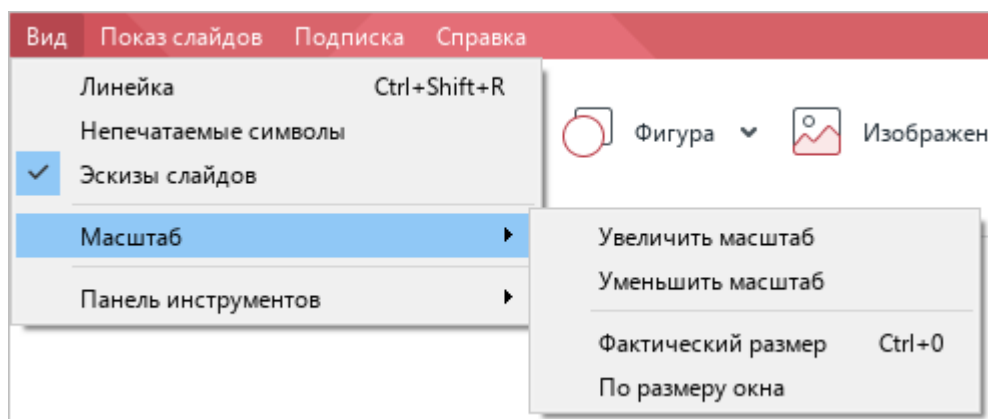 Вид Показ слайдов Подписка Справка
Линейка Ctrl+Shift+R
Непечатаемые символы
Эскизы слайдов
Масштаб
Панель инструментов
Фигура Изображен
Увеличить масштаб
Уменьшить масштаб
Фактический размер Ctrl+0
По размеру окна